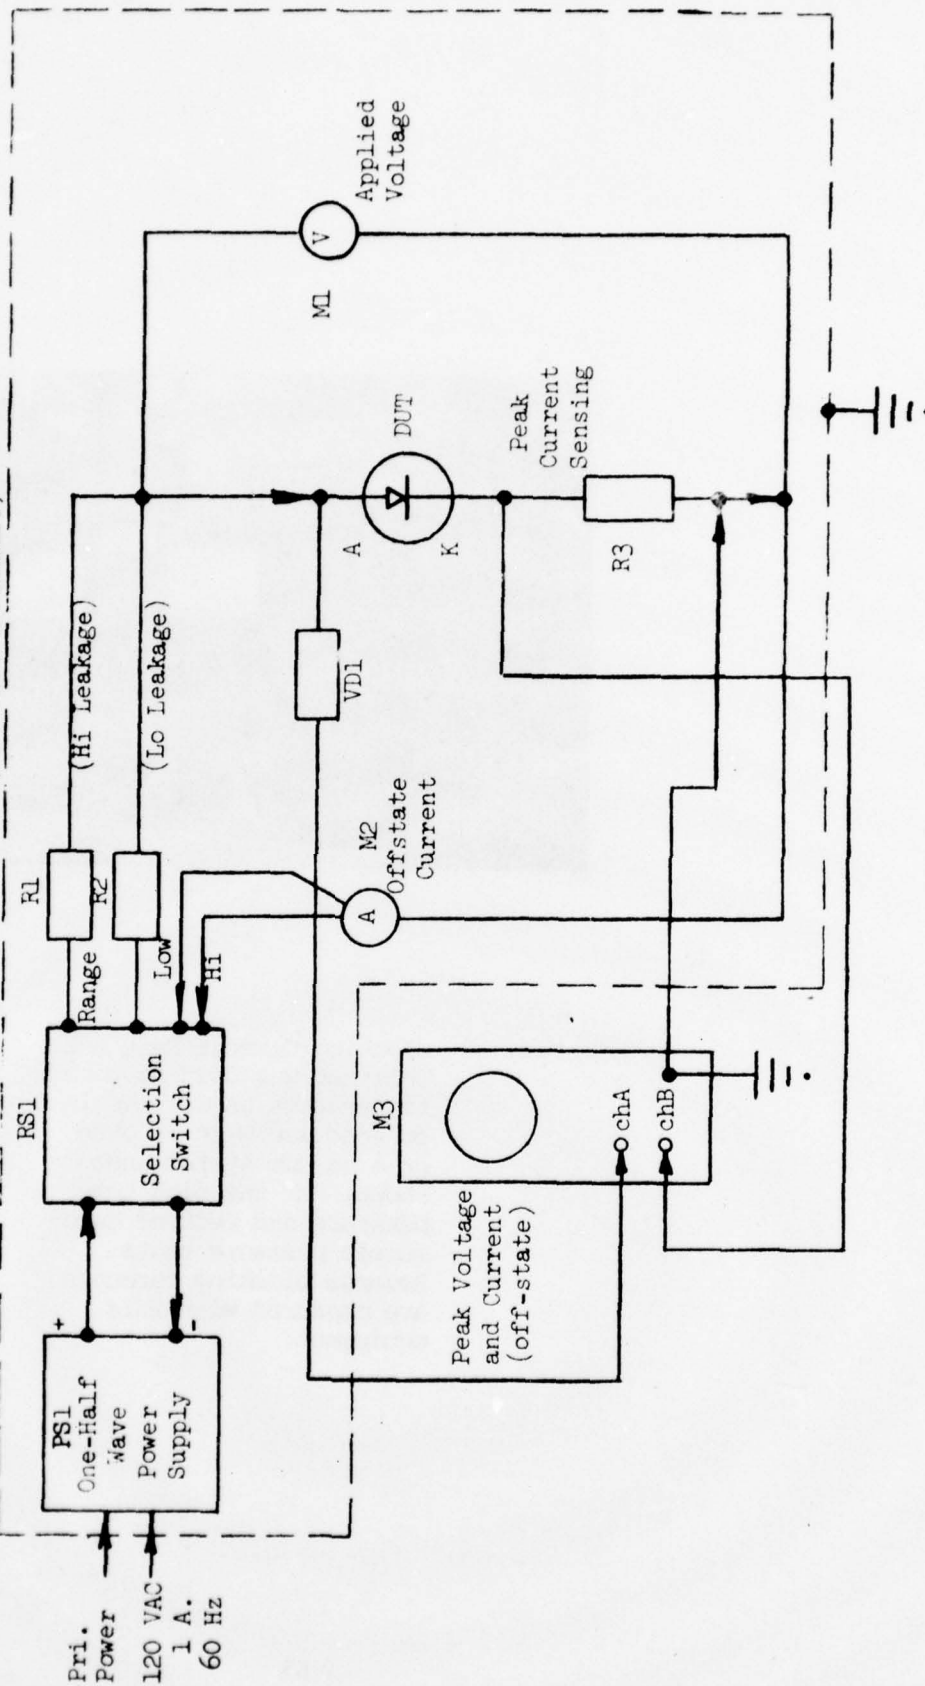 Pri.
Power
120 VAC
1 A.
60 Hz
PS1
One-Half
Wave
Power
Supply
+
-
RS1
Selection
Switch
Range
Low
Hi
R1
R2
(Hi Leakage)
(Lo Leakage)
M2
Offstate
Current
A
VD1
M3
chA
chB
Peak Voltage
and Current
(off-state)
A
K
DUT
Peak
Current
Sensing
R3
M1
V
Applied
Voltage